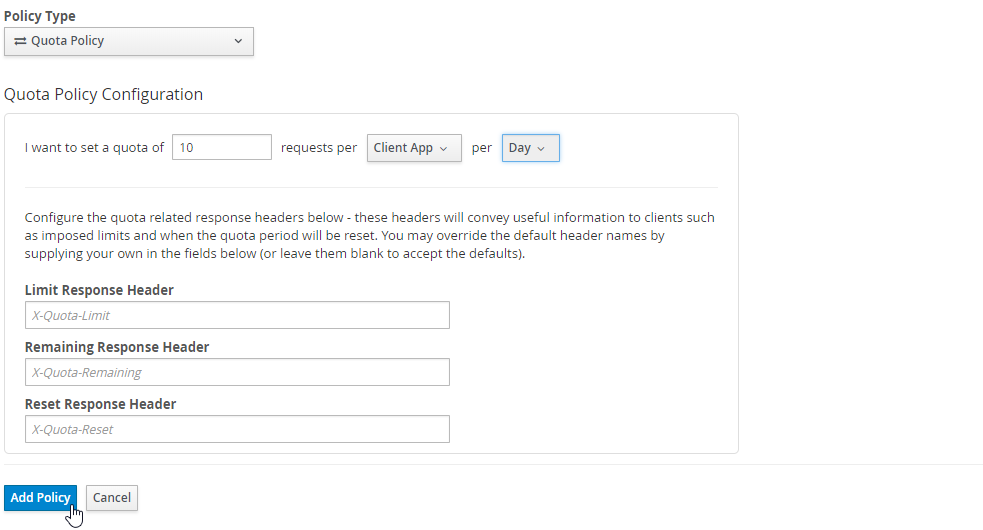 Policy Type
Quota Policy
Quota Policy Configuration
I want to set a quota of 10 requests per Client App per Day
Configure the quota related response headers below - these headers will convey useful information to clients such
as imposed limits and when the quota period will be reset. You may override the default header names by
supplying your own in the fields below (or leave them blank to accept the defaults).
Limit Response Header
X-Quota-Limit
Remaining Response Header
X-Quota-Remaining
Reset Response Header
X-Quota-Reset
Add Policy Cancel